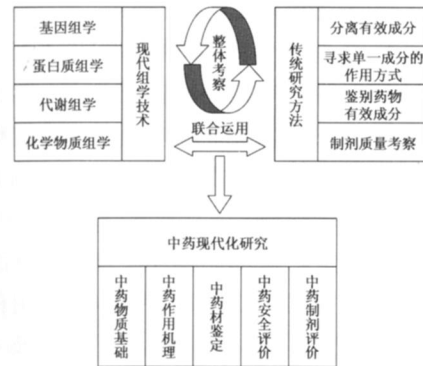 基因组学
蛋白质组学
代谢组学
化学物质组学
现代组学技术
整体考察
联合运用
传统研究方法
分离有效成分
寻求单一成分的
作用方式
鉴别药物
有效成分
制剂质量考察
中药现代化研究
中药物质基础
中药作用机理
中药材鉴定
中药安全评价
中药制剂评价